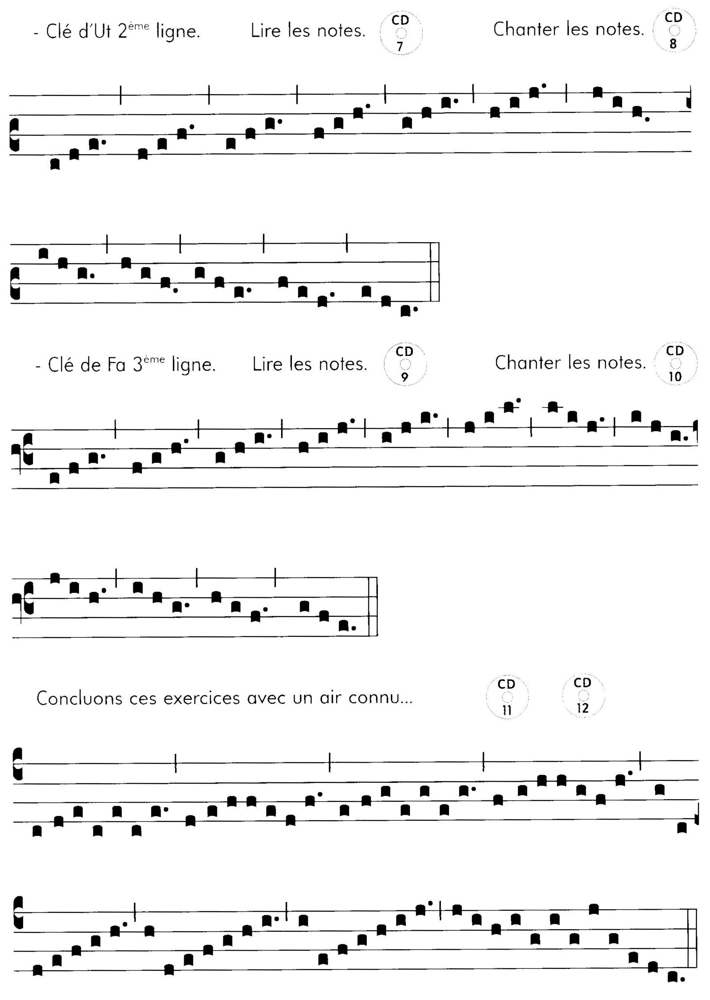 - Clé d'Ut 2ème ligne. Lire les notes. CD 7 Chanter les notes. CD 8
- Clé de Fa 3ème ligne. Lire les notes. CD 9 Chanter les notes. CD 10
Concluons ces exercices avec un air connu... CD 11 CD 12